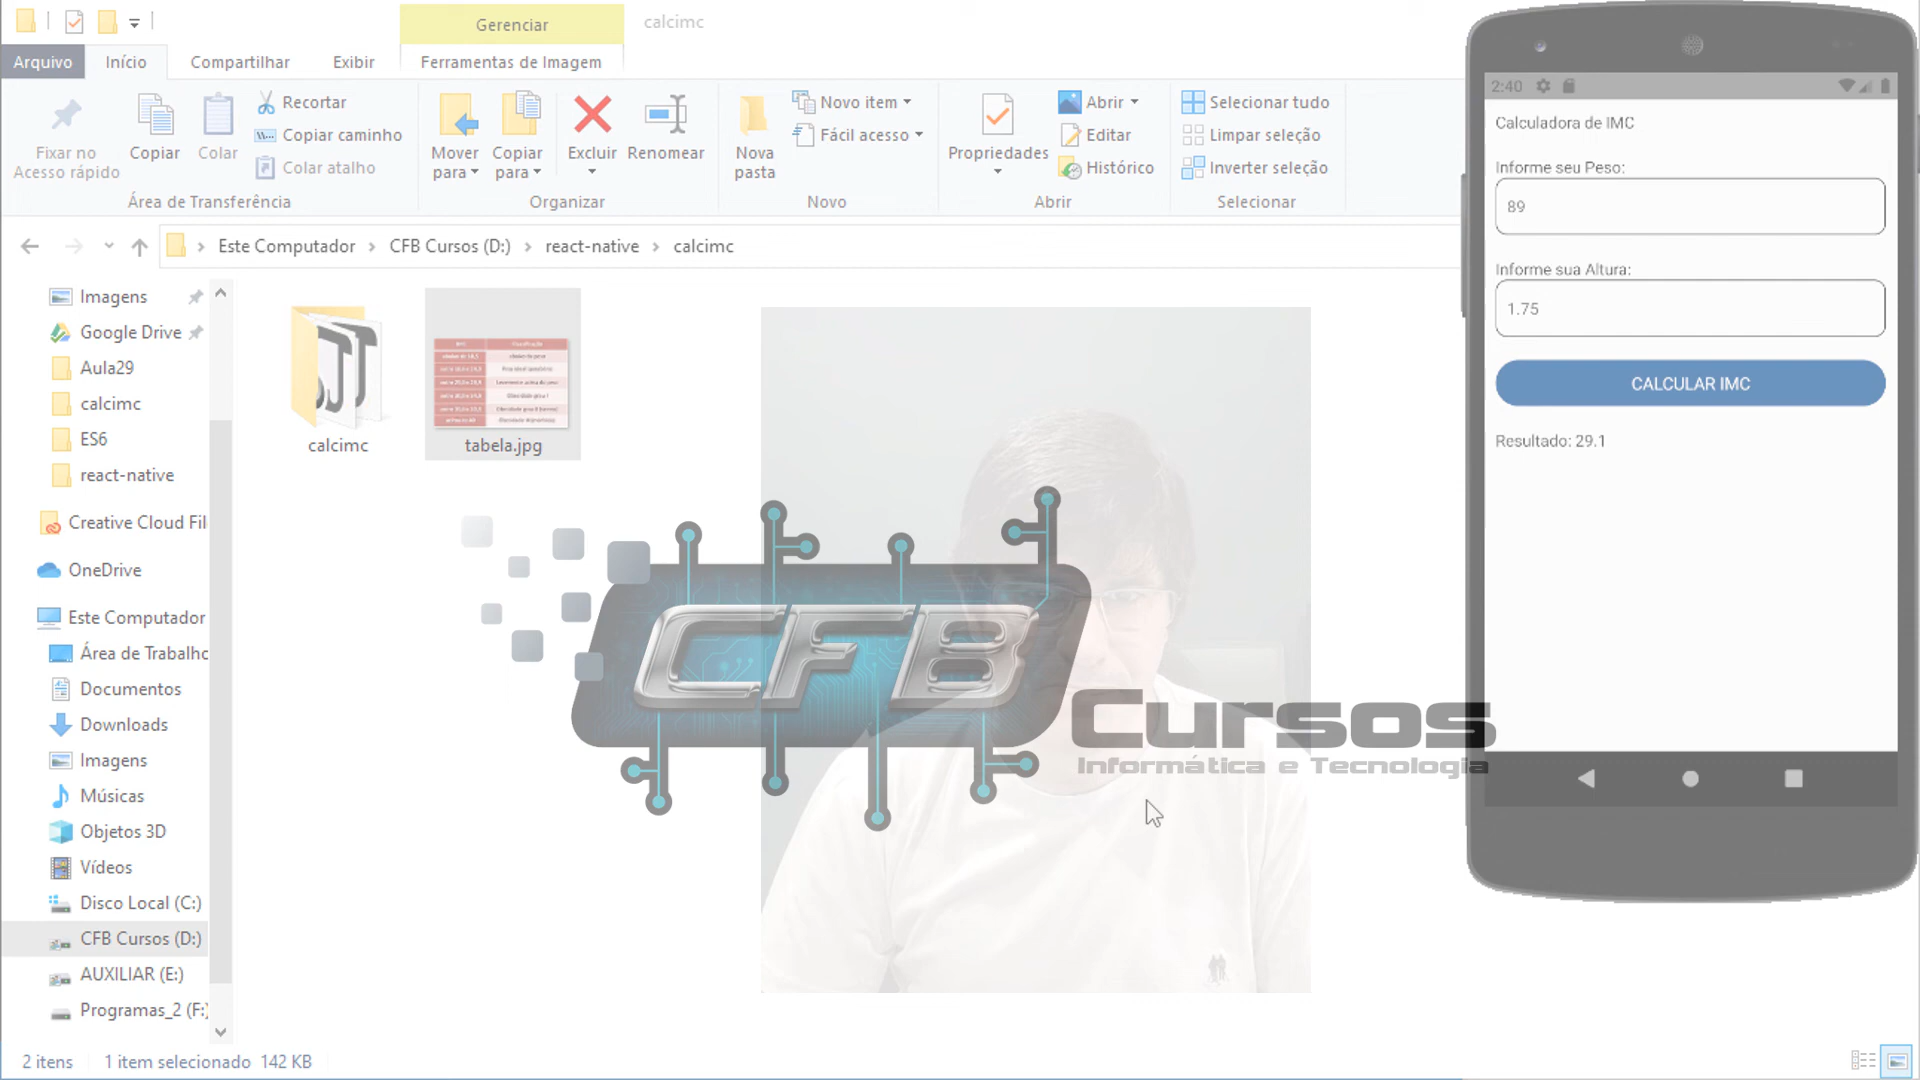 Gerenciar
calcimc
Arquivo
Início
Compartilhar
Exibir
Ferramentas de Imagem
Fixar no
Acesso rápido
Copiar
Colar
Recortar
Copiar caminho
Colar atalho
Área de Transferência
Mover
para
Copiar
para
Excluir
Renomear
Organizar
Nova
pasta
Novo item
Fácil acesso
Novo
Propriedades
Abrir
Editar
Histórico
Abrir
Selecionar tudo
Limpar seleção
Inverter seleção
Selecionar
Este Computador
CFB Cursos (D:)
react-native
calcimc
Imagens
Google Drive
Aula29
calcimc
ES6
react-native
Creative Cloud Fil
OneDrive
Este Computador
Área de Trabalho
Documentos
Downloads
Imagens
Músicas
Objetos 3D
Vídeos
Disco Local (C:)
CFB Cursos (D:)
AUXILIAR (E:)
Programas_2 (F:)
calcimc
tabela.jpg
CFB
Cursos
Informática e Tecnologia
2:40
Calculadora de IMC
Informe seu Peso:
89
Informe sua Altura:
1.75
CALCULAR IMC
Resultado: 29.1
2 itens
1 item selecionado 142 KB